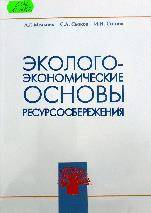 ЭКОЛОГО-
ЭКОНОМИЧЕСКИЕ
ОСНОВЫ
РЕСУРСОСБЕРЕЖЕНИЯ